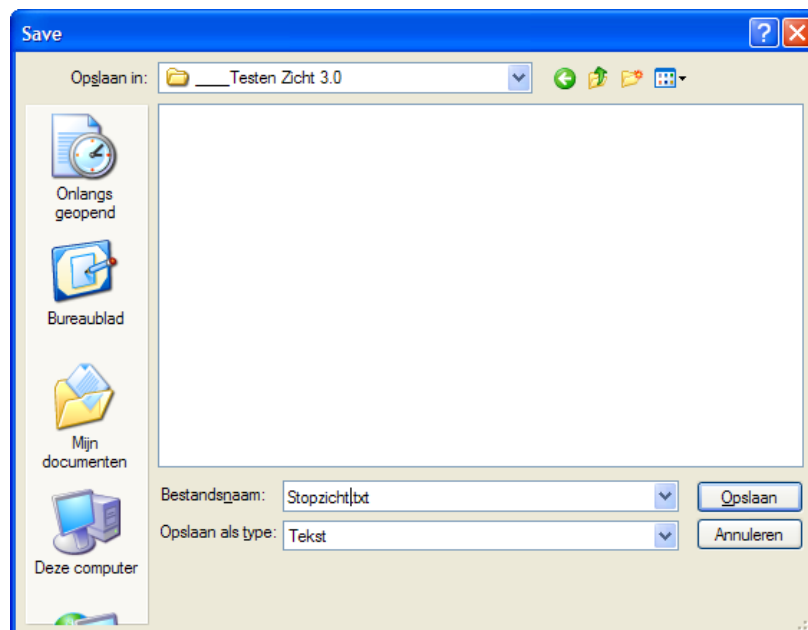 Save
Opslaan in:
____Testen Zicht 3.0
Onlangs
geopend
Bureaublad
Mijn
documenten
Deze computer
Bestandsnaam:
Stopzicht.txt
Opslaan
Opslaan als type:
Tekst
Annuleren